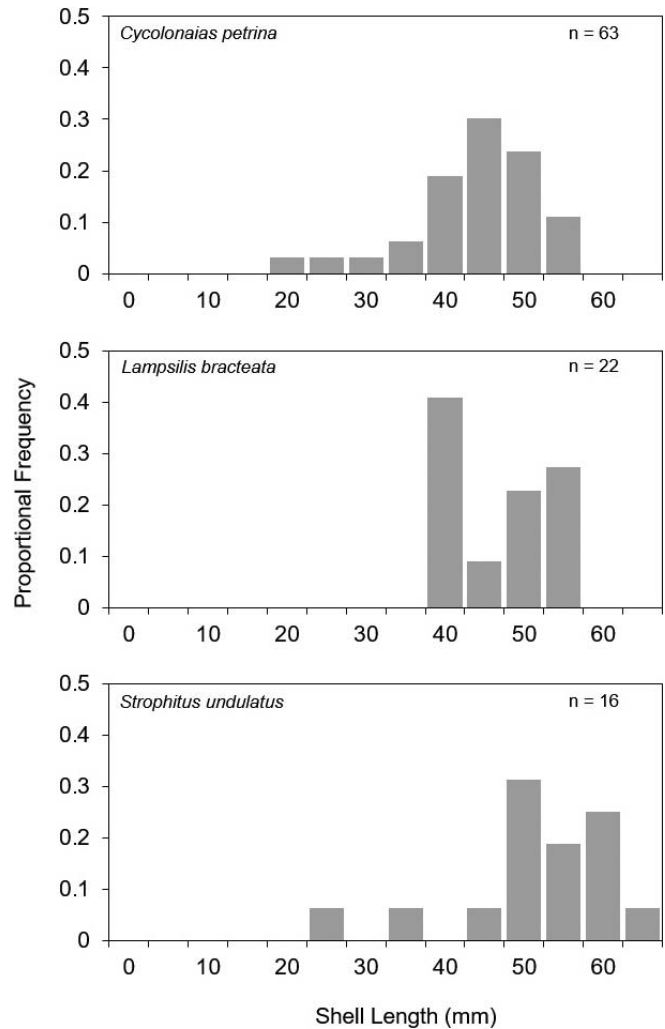 0.5
Cycolonaias petrina n = 63
0.4
0.3
0.2
0.1
0
0 10 20 30 40 50 60
0.5
Lampsilis bracteata n = 22
0.4
0.3
0.2
0.1
0
0 10 20 30 40 50 60
Proportional Frequency
0.5
Strophitus undulatus n = 16
0.4
0.3
0.2
0.1
0
0 10 20 30 40 50 60
Shell Length (mm)